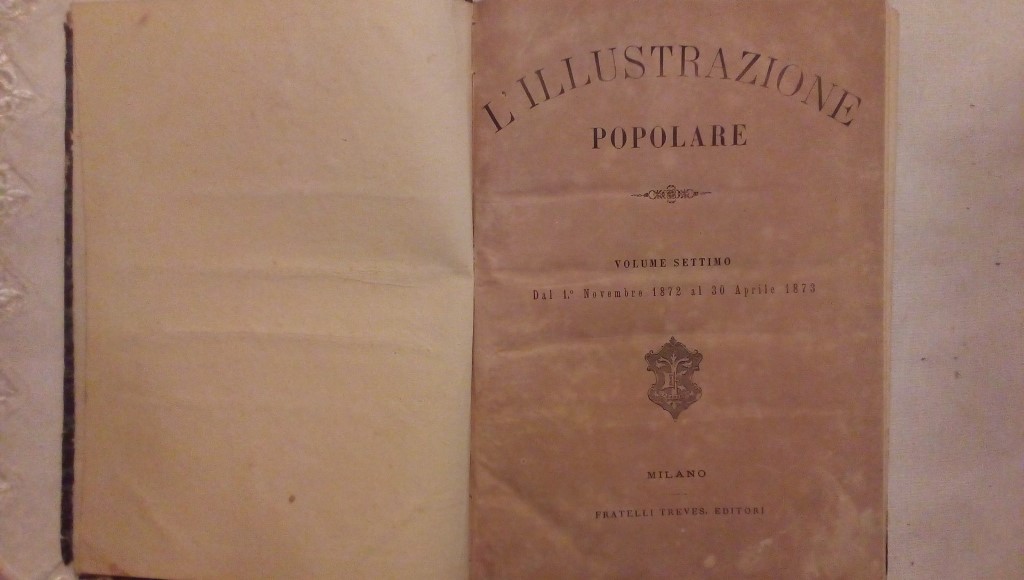 L'ILLUSTRAZIONE
POPOLARE
VOLUME SETTIMO
Dal 1.º Novembre 1872 al 30 Aprile 1873
MILANO
FRATELLI TREVES, EDITORI